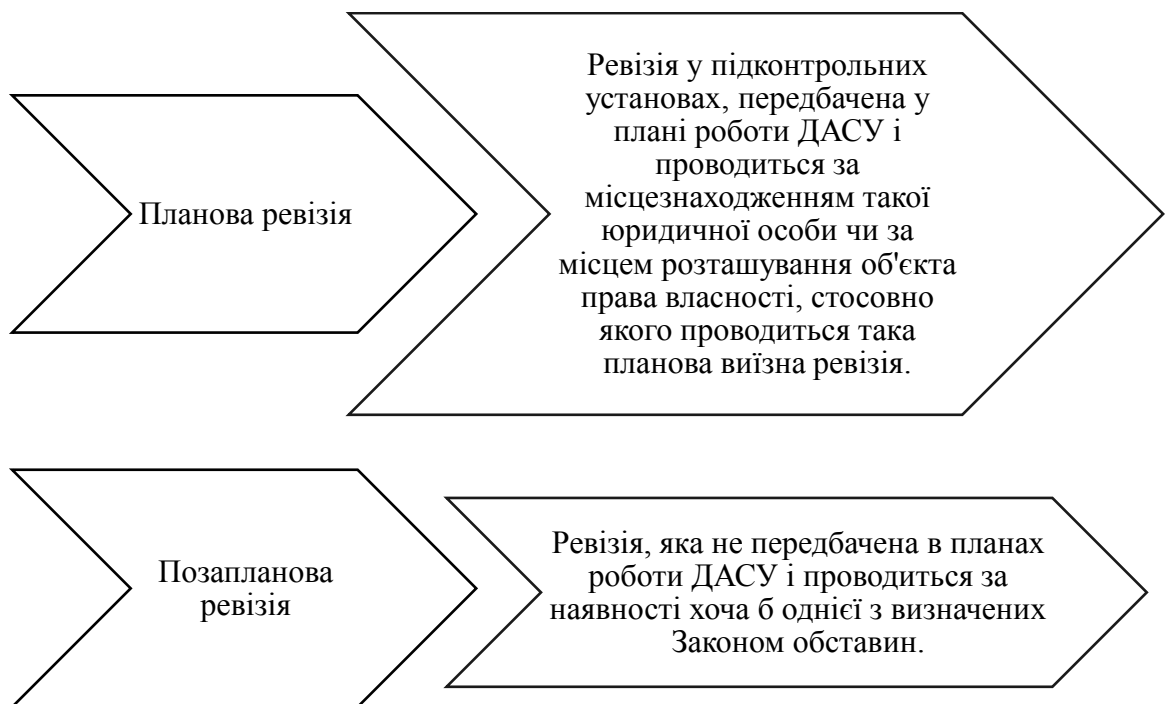 Планова ревізія
Ревізія у підконтрольних
установах, передбачена у
плані роботи ДАСУ і
проводиться за
місцезнаходженням такої
юридичної особи чи за
місцем розташування об'єкта
права власності, стосовно
якого проводиться така
планова виїзна ревізія.
Позапланова
ревізія
Ревізія, яка не передбачена в планах
роботи ДАСУ і проводиться за
наявності хоча б однієї з визначених
Законом обставин.